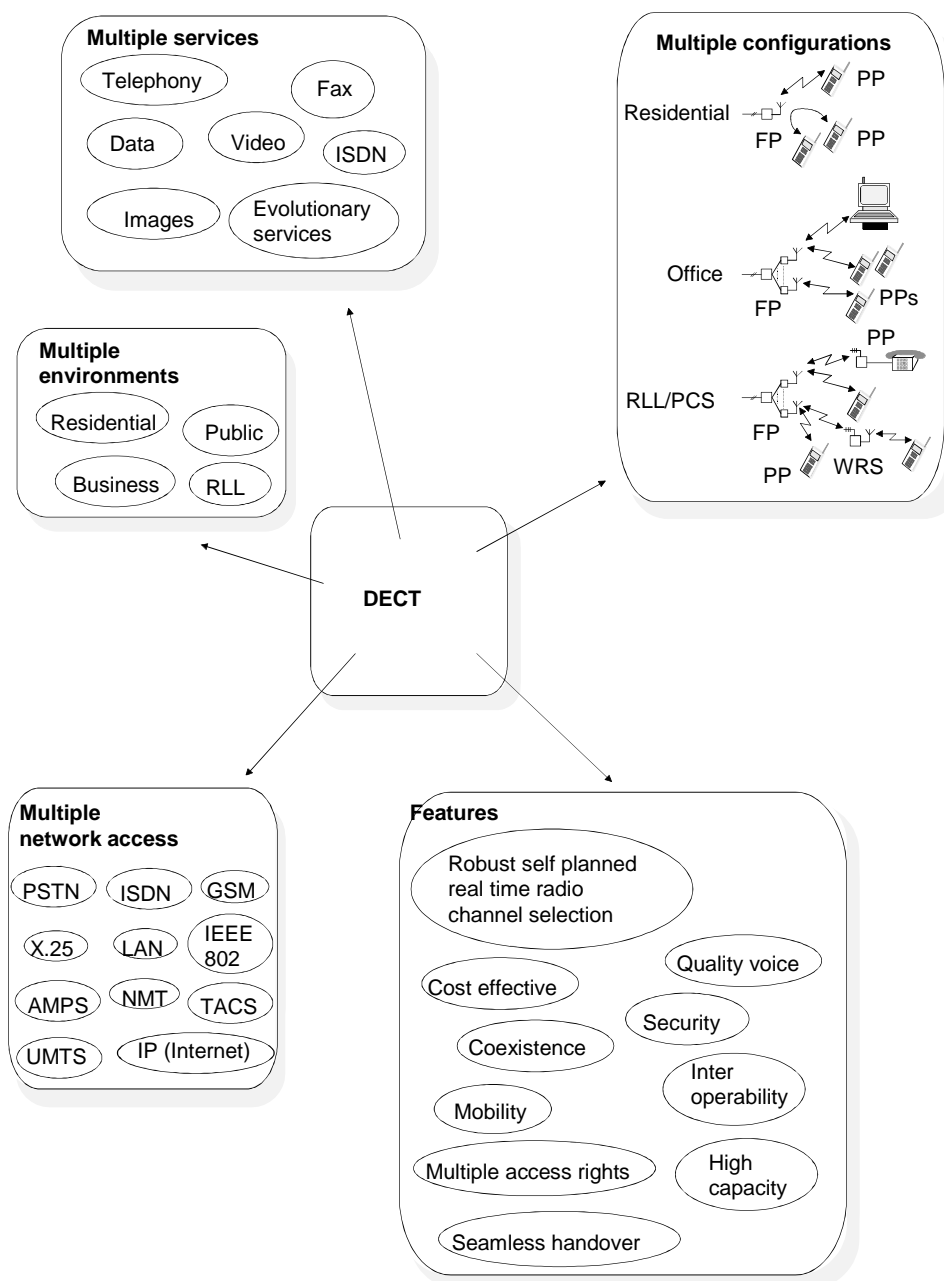 Multiple services
Telephony
Fax
Data
Video
ISDN
Images
Evolutionary
services
Multiple configurations
PP
Residential
FP
PP
Office
FP
PPs
PP
RLL/PCS
FP
PP
WRS
Multiple
environments
Residential
Public
Business
RLL
DECT
Multiple
network access
PSTN
ISDN
GSM
X.25
LAN
IEEE
802
AMPS
NMT
TACS
UMTS
IP (Internet)
Features
Robust self planned
real time radio
channel selection
Quality voice
Cost effective
Security
Coexistence
Inter
operability
Mobility
Multiple access rights
High
capacity
Seamless handover